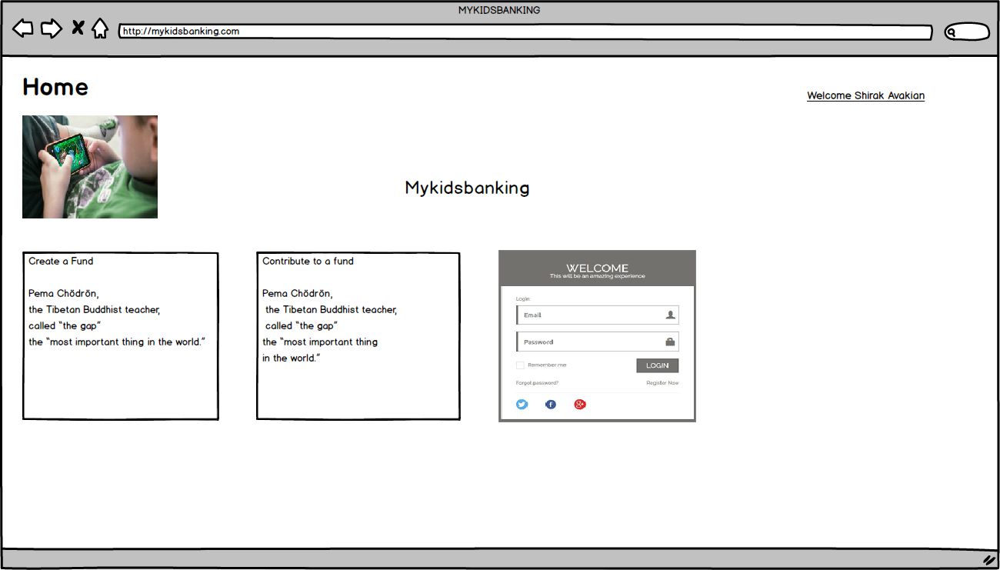 MYKIDSBANKING
http://mykidsbanking.com
Home
Welcome Shirak Avakian
Mykidsbanking
Create a Fund
Pema Chödrön,
the Tibetan Buddhist teacher,
called “the gap”
the “most important thing in the world.”
Contribute to a fund
Pema Chödrön,
the Tibetan Buddhist teacher,
called “the gap”
the “most important thing
in the world.”
WELCOME
This will be an amazing experience
Login:
Email
Password
Remember me
LOGIN
Forgot password?
Register Now